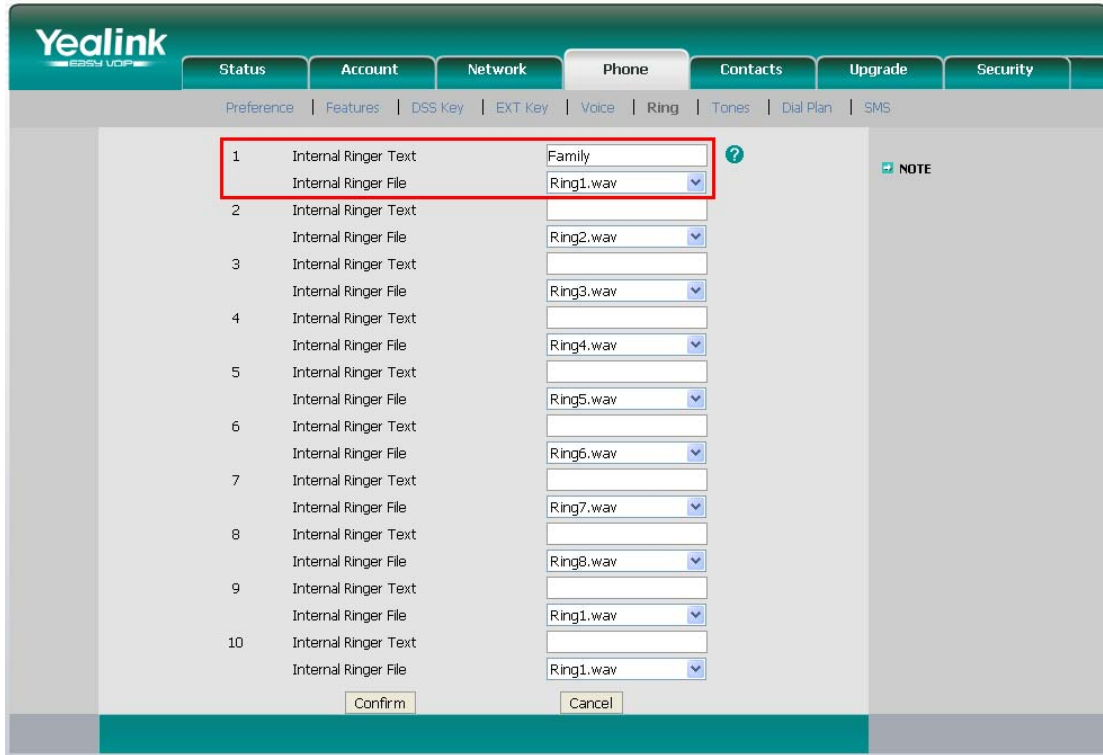 Yealink
EASY VOIP
Status Account Network Phone Contacts Upgrade Security
Preference | Features | DSS Key | EXT Key | Voice | Ring | Tones | Dial Plan | SMS
1 Internal Ringer Text Family ?
Internal Ringer File Ring1.wav
NOTE
2 Internal Ringer Text
Internal Ringer File Ring2.wav
3 Internal Ringer Text
Internal Ringer File Ring3.wav
4 Internal Ringer Text
Internal Ringer File Ring4.wav
5 Internal Ringer Text
Internal Ringer File Ring5.wav
6 Internal Ringer Text
Internal Ringer File Ring6.wav
7 Internal Ringer Text
Internal Ringer File Ring7.wav
8 Internal Ringer Text
Internal Ringer File Ring8.wav
9 Internal Ringer Text
Internal Ringer File Ring1.wav
10 Internal Ringer Text
Internal Ringer File Ring1.wav
Confirm Cancel